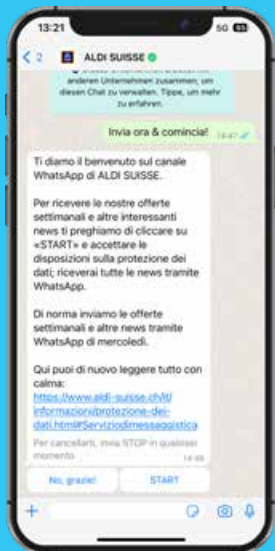 13:21
5G 65
2
ALDI SUISSE
anderen Unternehmen zusammen, um
diesen Chat zu verwalten. Tippe, um mehr
zu erfahren.
Invia ora & comincia!
14:47
Ti diamo il benvenuto sul canale
WhatsApp di ALDI SUISSE.
Per ricevere le nostre offerte
settimanali e altre interessanti
news ti preghiamo di cliccare su
«START» e accettare le
disposizioni sulla protezione dei
dati; riceverai tutte le news tramite
WhatsApp.
Di norma inviamo le offerte
settimanali e altre news tramite
WhatsApp di mercoledì.
Qui puoi di nuovo leggere tutto con
calma:
https://www.aldi-suisse.ch/it/
informazioni/protezione-dei-
dati.html#Serviziodimessaggistica
Per cancellarti, invia STOP in qualsiasi
momento
14:48
No, grazie!
START